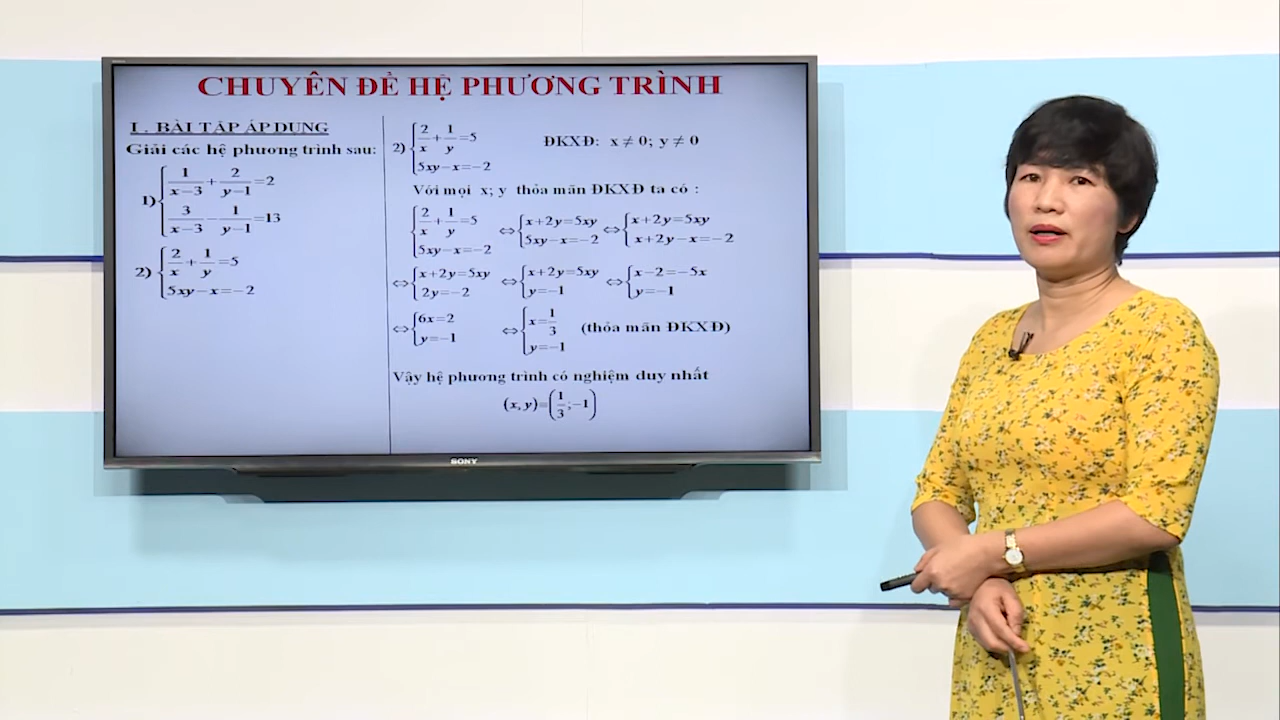 CHUYÊN ĐỀ HỆ PHƯƠNG TRÌNH
I. BÀI TẬP ÁP DỤNG
Giải các hệ phương trình sau:
1) { 1/(x−3) + 2/(y−1) = 2
3/(x−3) − 1/(y−1) = 13
2) { 2/x + 1/y = 5
5xy − x = −2
2) { 2/x + 1/y = 5
5xy − x = −2
ĐKXĐ: x ≠ 0; y ≠ 0
Với mọi x; y thỏa mãn ĐKXĐ ta có :
{ 2/x + 1/y = 5 ⇔ { x+2y=5xy ⇔ { x+2y=5xy
5xy−x=−2 5xy−x=−2 x+2y−x=−2
⇔ { x+2y=5xy ⇔ { x+2y=5xy ⇔ { x−2=−5x
2y=−2 y=−1 y=−1
⇔ { 6x=2 ⇔ { x=1/3 (thỏa mãn ĐKXĐ)
y=−1 y=−1
Vậy hệ phương trình có nghiệm duy nhất
(x, y)=(1/3;−1)
SONY